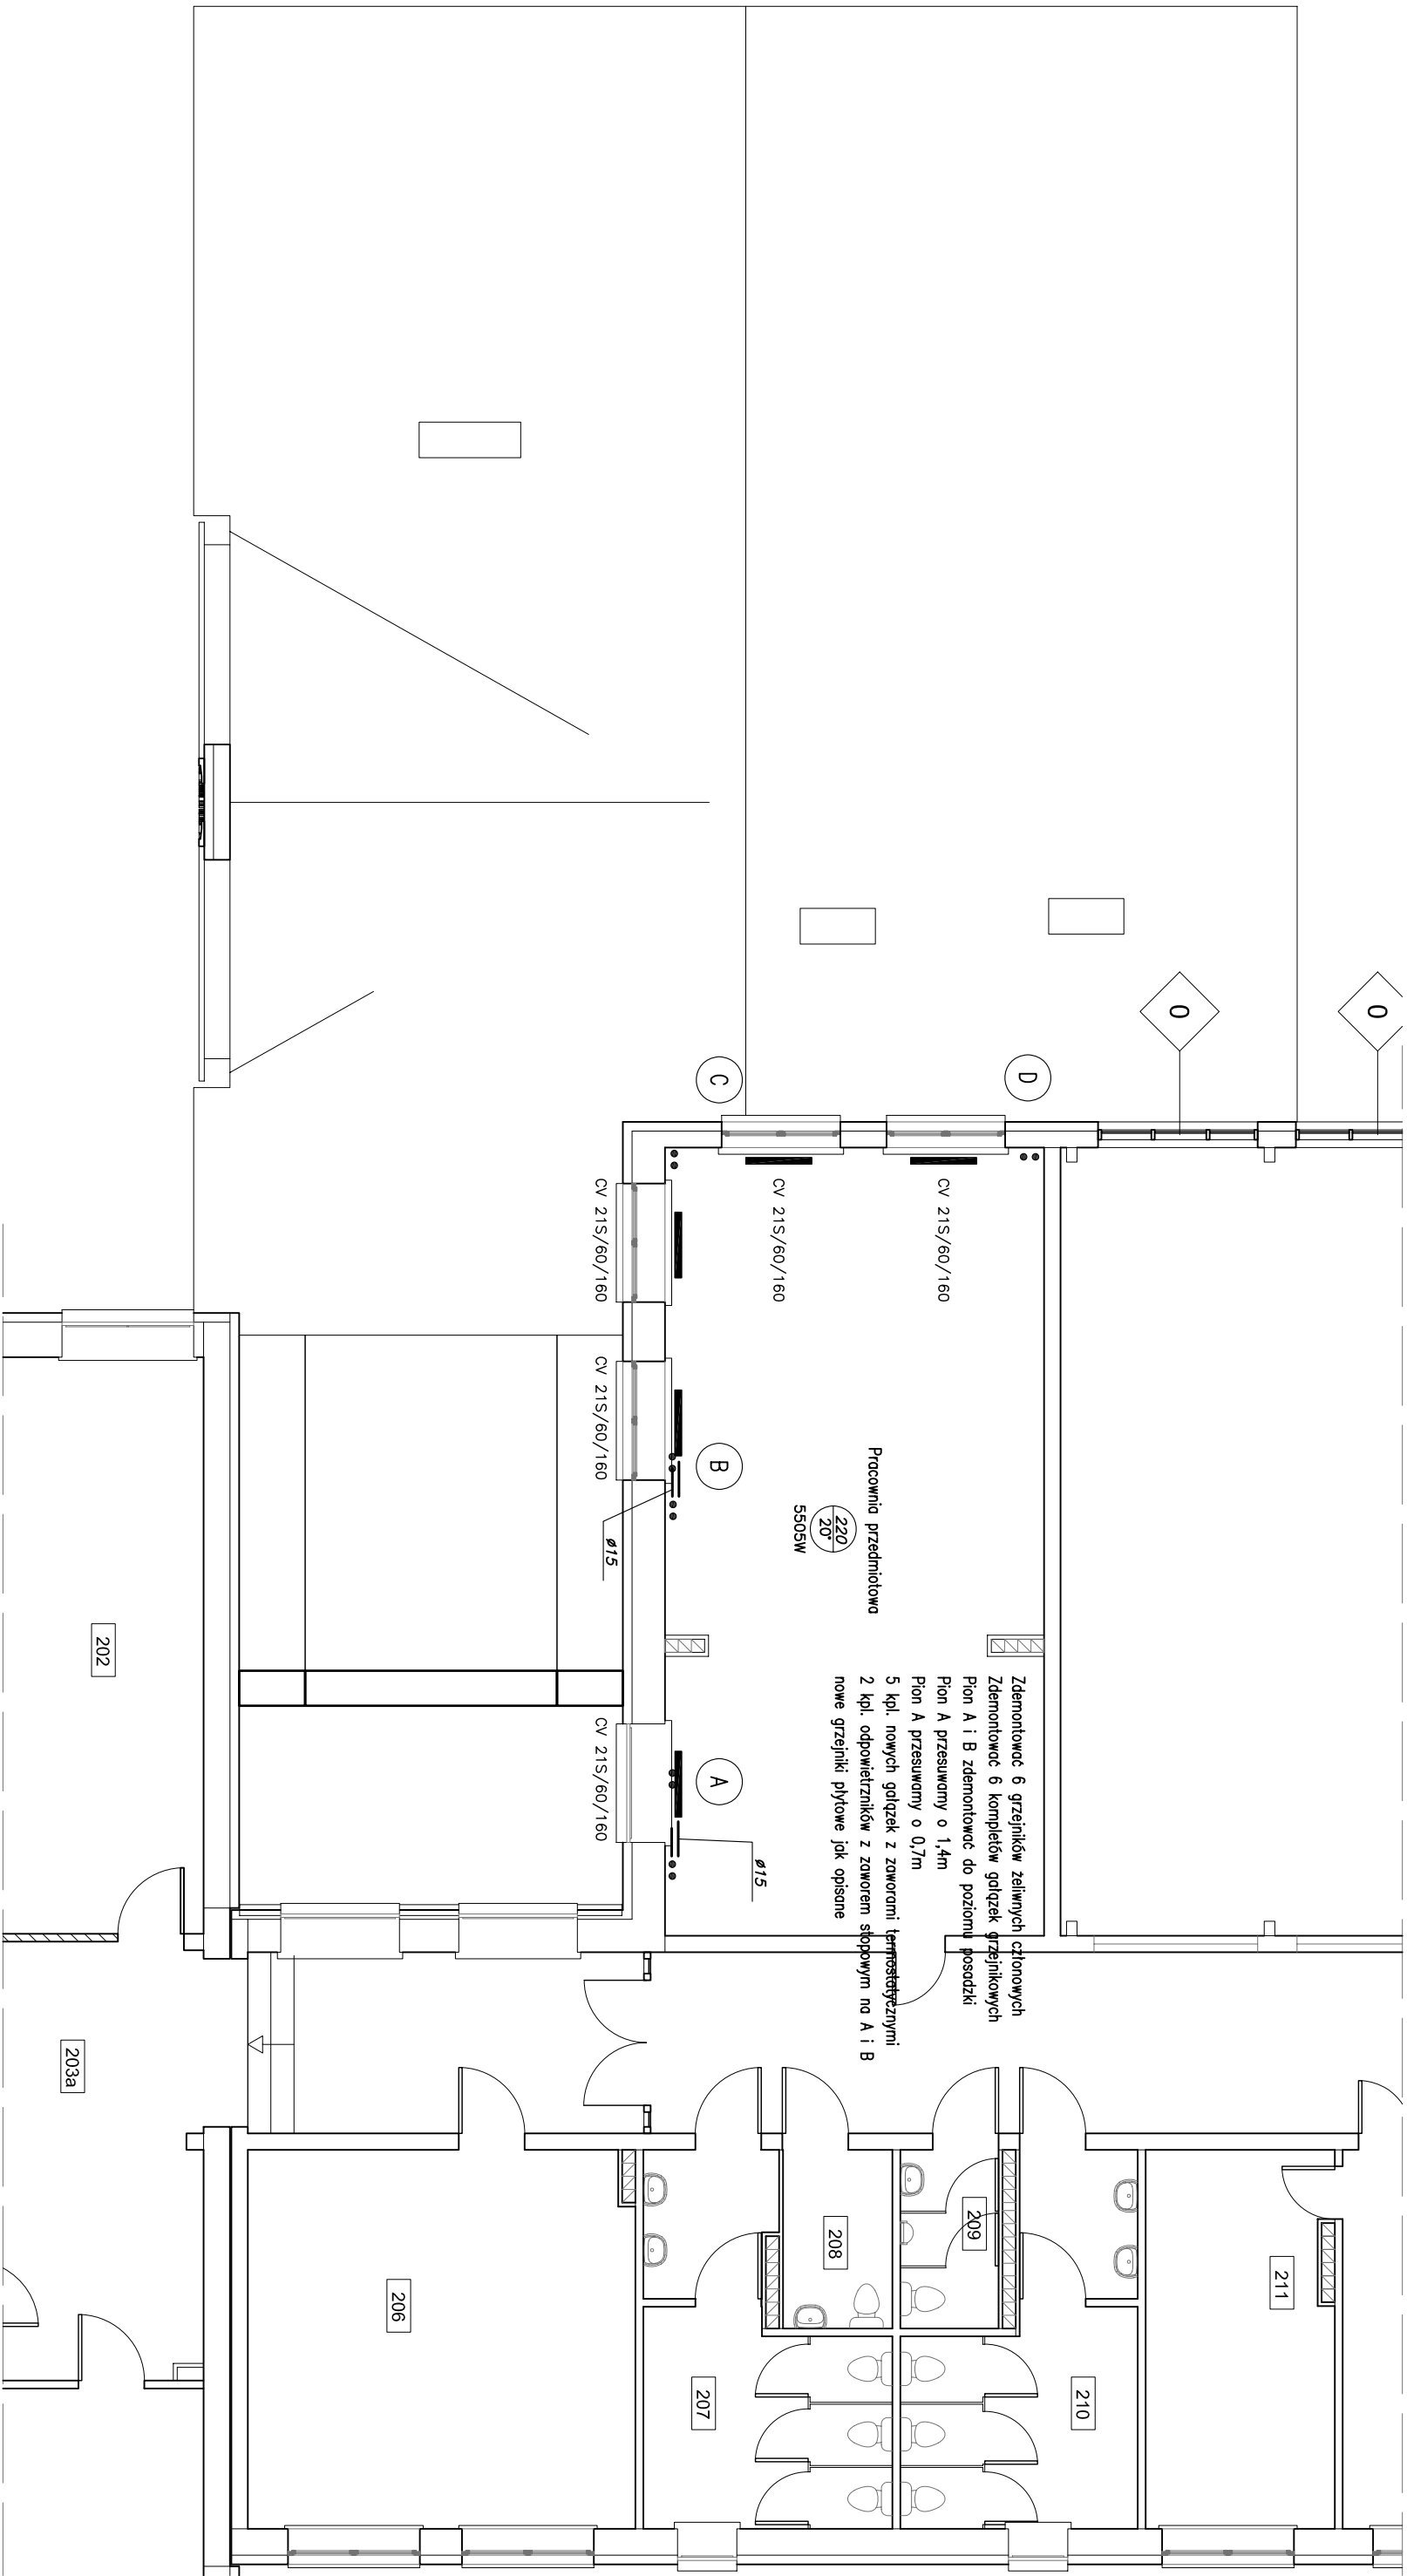 0
0
D
C
CV 21S/60/160
CV 21S/60/160
CV 21S/60/160
CV 21S/60/160
B
ø15
Pracownia przedmiotowa
220
20°
5505W
Zdemontować 6 grzejników żeliwnych członowych
Zdemontować 6 kompletów gałązek grzejnikowych
Pion A i B zdemontować do poziomu posadzki
Pion A przesuwamy o 1,4m
Pion A przesuwamy o 0,7m
5 kpl. nowych gałązek z zaworami termostatycznymi
2 kpl. odpowietrzników z zaworem stopowym na A i B
nowe grzejniki płytowe jak opisane
A
ø15
CV 21S/60/160
202
203a
206
207
208
209
210
211